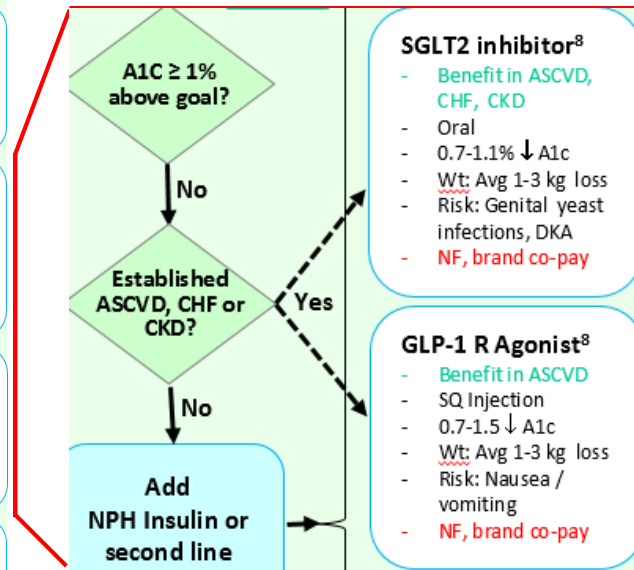 A1C ≥ 1%
above goal?
No
Established
ASCVD, CHF or
CKD?
Yes
No
Add
NPH Insulin or
second line
SGLT2 inhibitor⁸
- Benefit in ASCVD,
CHF, CKD
- Oral
- 0.7-1.1% ↓ A1c
- Wt: Avg 1-3 kg loss
- Risk: Genital yeast
infections, DKA
- NF, brand co-pay
GLP-1 R Agonist⁸
- Benefit in ASCVD
- SQ Injection
- 0.7-1.5 ↓ A1c
- Wt: Avg 1-3 kg loss
- Risk: Nausea /
vomiting
- NF, brand co-pay